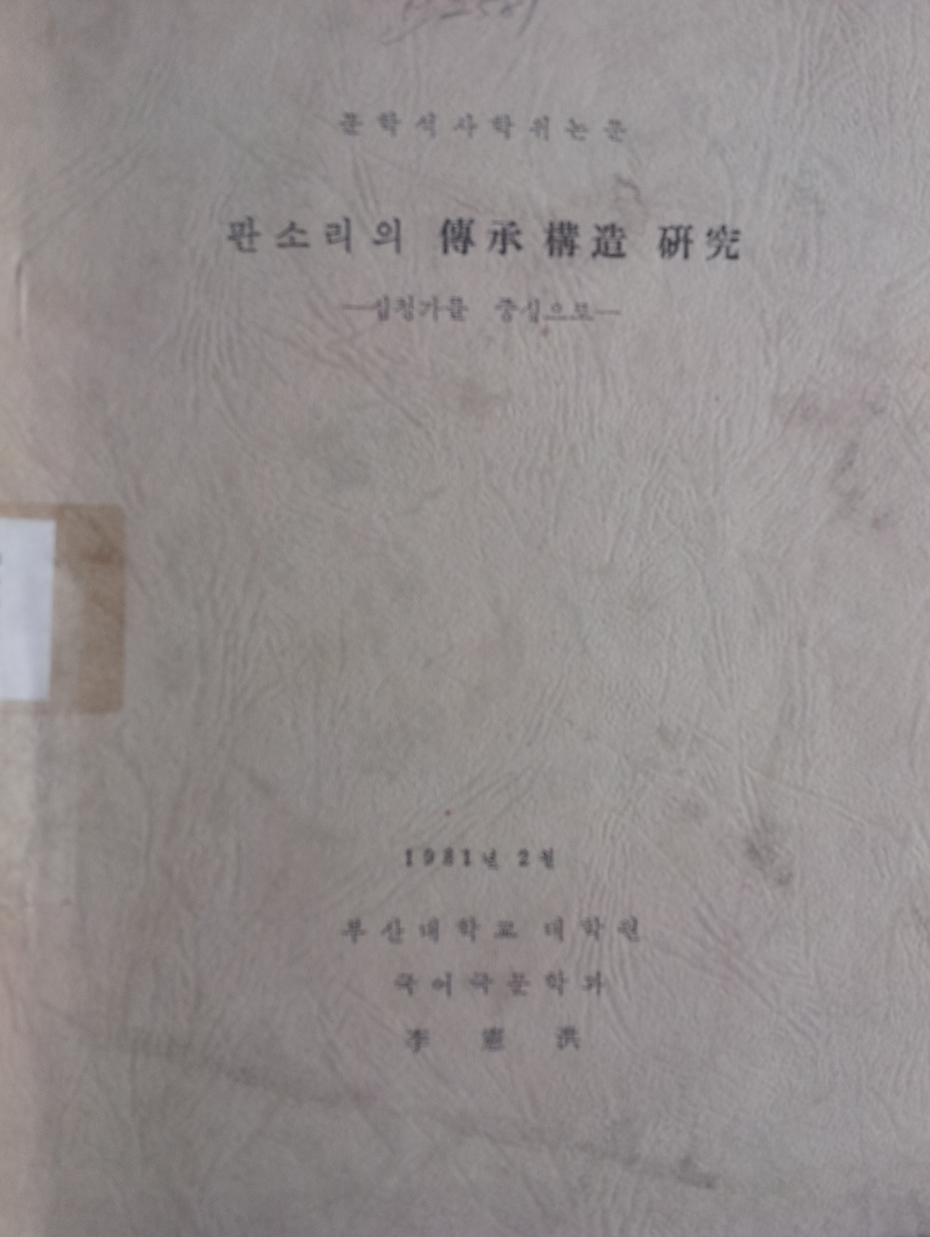 문학석사학위논문
판소리의 傳承構造 研究
—심청가를 중심으로—
1981년 2월
부산대학교 대학원
국어국문학과
李憲洪